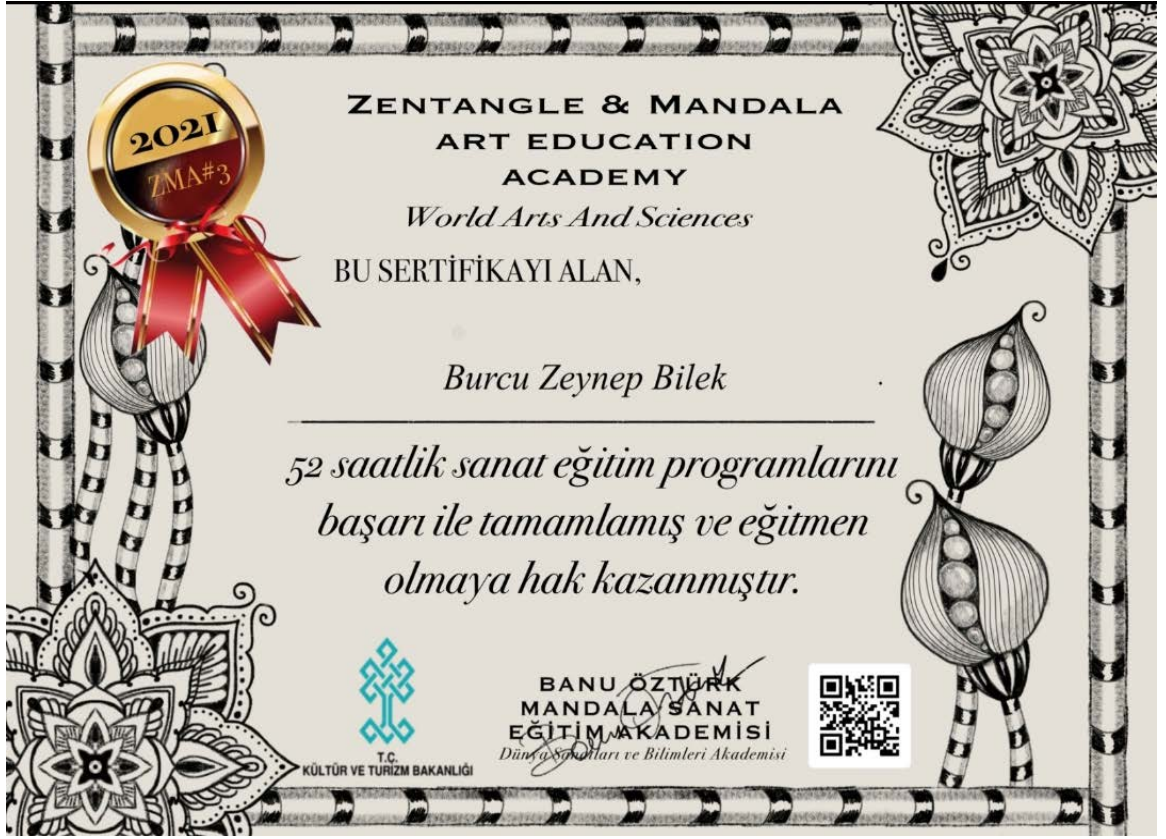 2021
ZMA#3
ZENTANGLE & MANDALA
ART EDUCATION
ACADEMY
World Arts And Sciences
BU SERTİFİKAYI ALAN,
Burcu Zeynep Bilek
52 saatlik sanat eğitim programlarını
başarı ile tamamlamış ve eğitmen
olmaya hak kazanmıştır.
T.C.
KÜLTÜR VE TURİZM BAKANLIĞI
BANU ÖZTÜRK
MANDALA SANAT
EĞİTİM AKADEMİSİ
Dünya Sanatları ve Bilimleri Akademisi